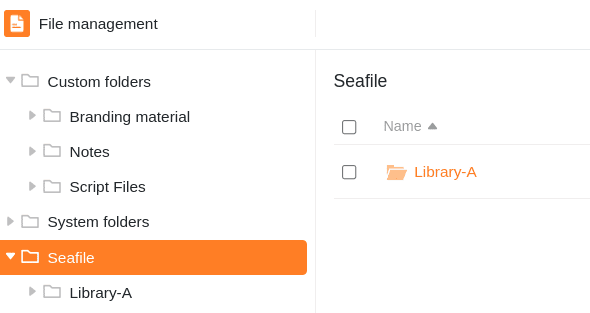 File management
Custom folders
Branding material
Notes
Script Files
System folders
Seafile
Library-A
Seafile
Name
Library-A